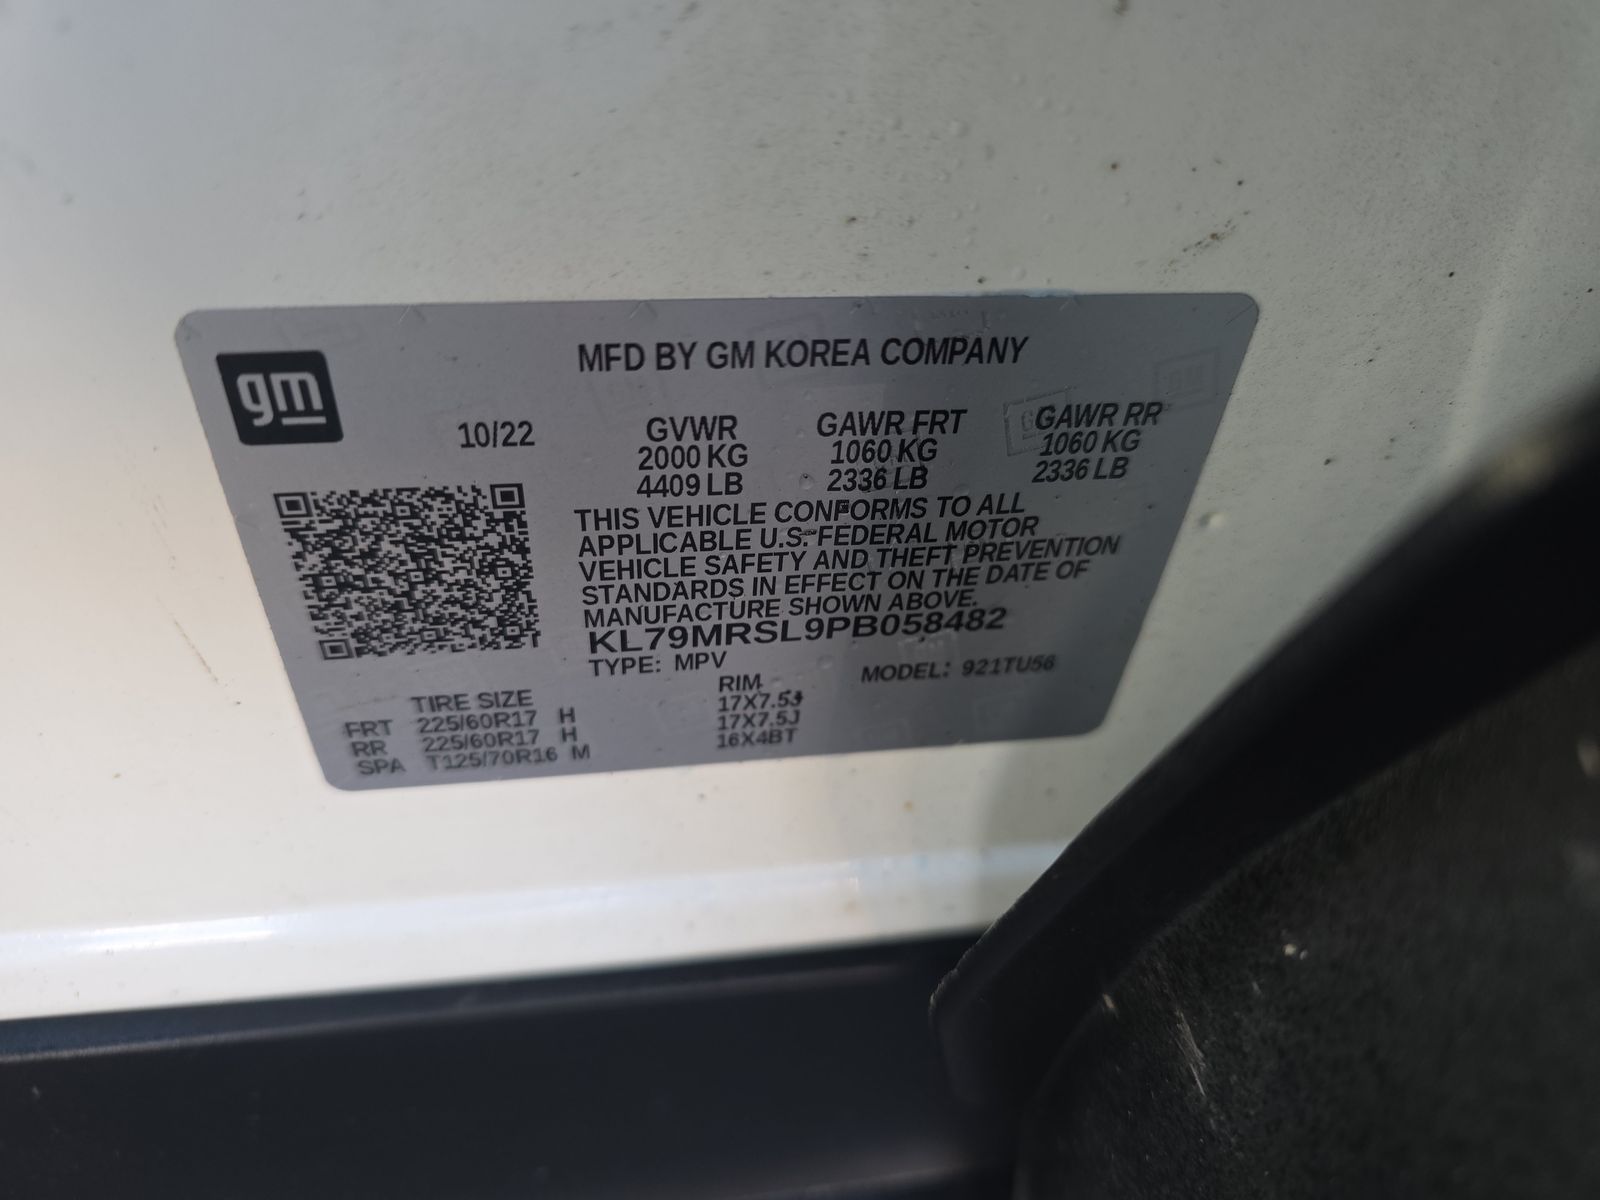 gm
MFD BY GM KOREA COMPANY
10/22 GVWR GAWR FRT GAWR RR
2000 KG 1060 KG 1060 KG
4409 LB 2336 LB 2336 LB
THIS VEHICLE CONFORMS TO ALL
APPLICABLE U.S. FEDERAL MOTOR
VEHICLE SAFETY AND THEFT PREVENTION
STANDARDS IN EFFECT ON THE DATE OF
MANUFACTURE SHOWN ABOVE.
KL79MRSL9PB058482
TYPE: MPV MODEL: 921TU56
TIRE SIZE RIM
FRT 225/60R17 H 17X7.5J
RR 225/60R17 H 17X7.5J
SPA T125/70R16 M 16X4BT